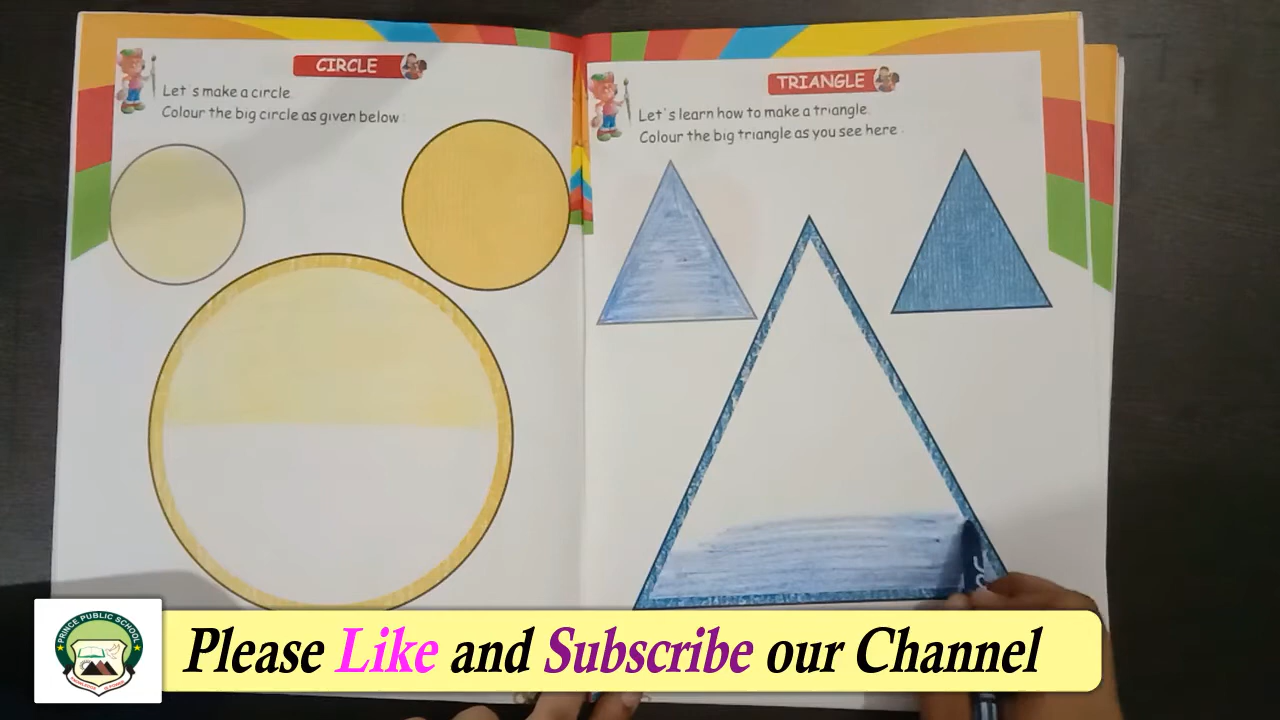 CIRCLE
Let's make a circle.
Colour the big circle as given below.
TRIANGLE
Let's learn how to make a triangle.
Colour the big triangle as you see here.
PRINCE PUBLIC SCHOOL
Please Like and Subscribe our Channel